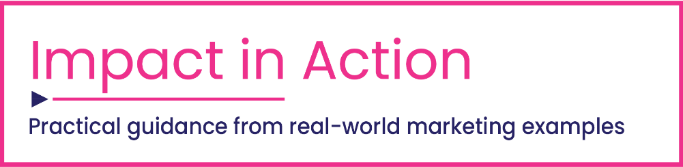 Impact in Action
Practical guidance from real-world marketing examples